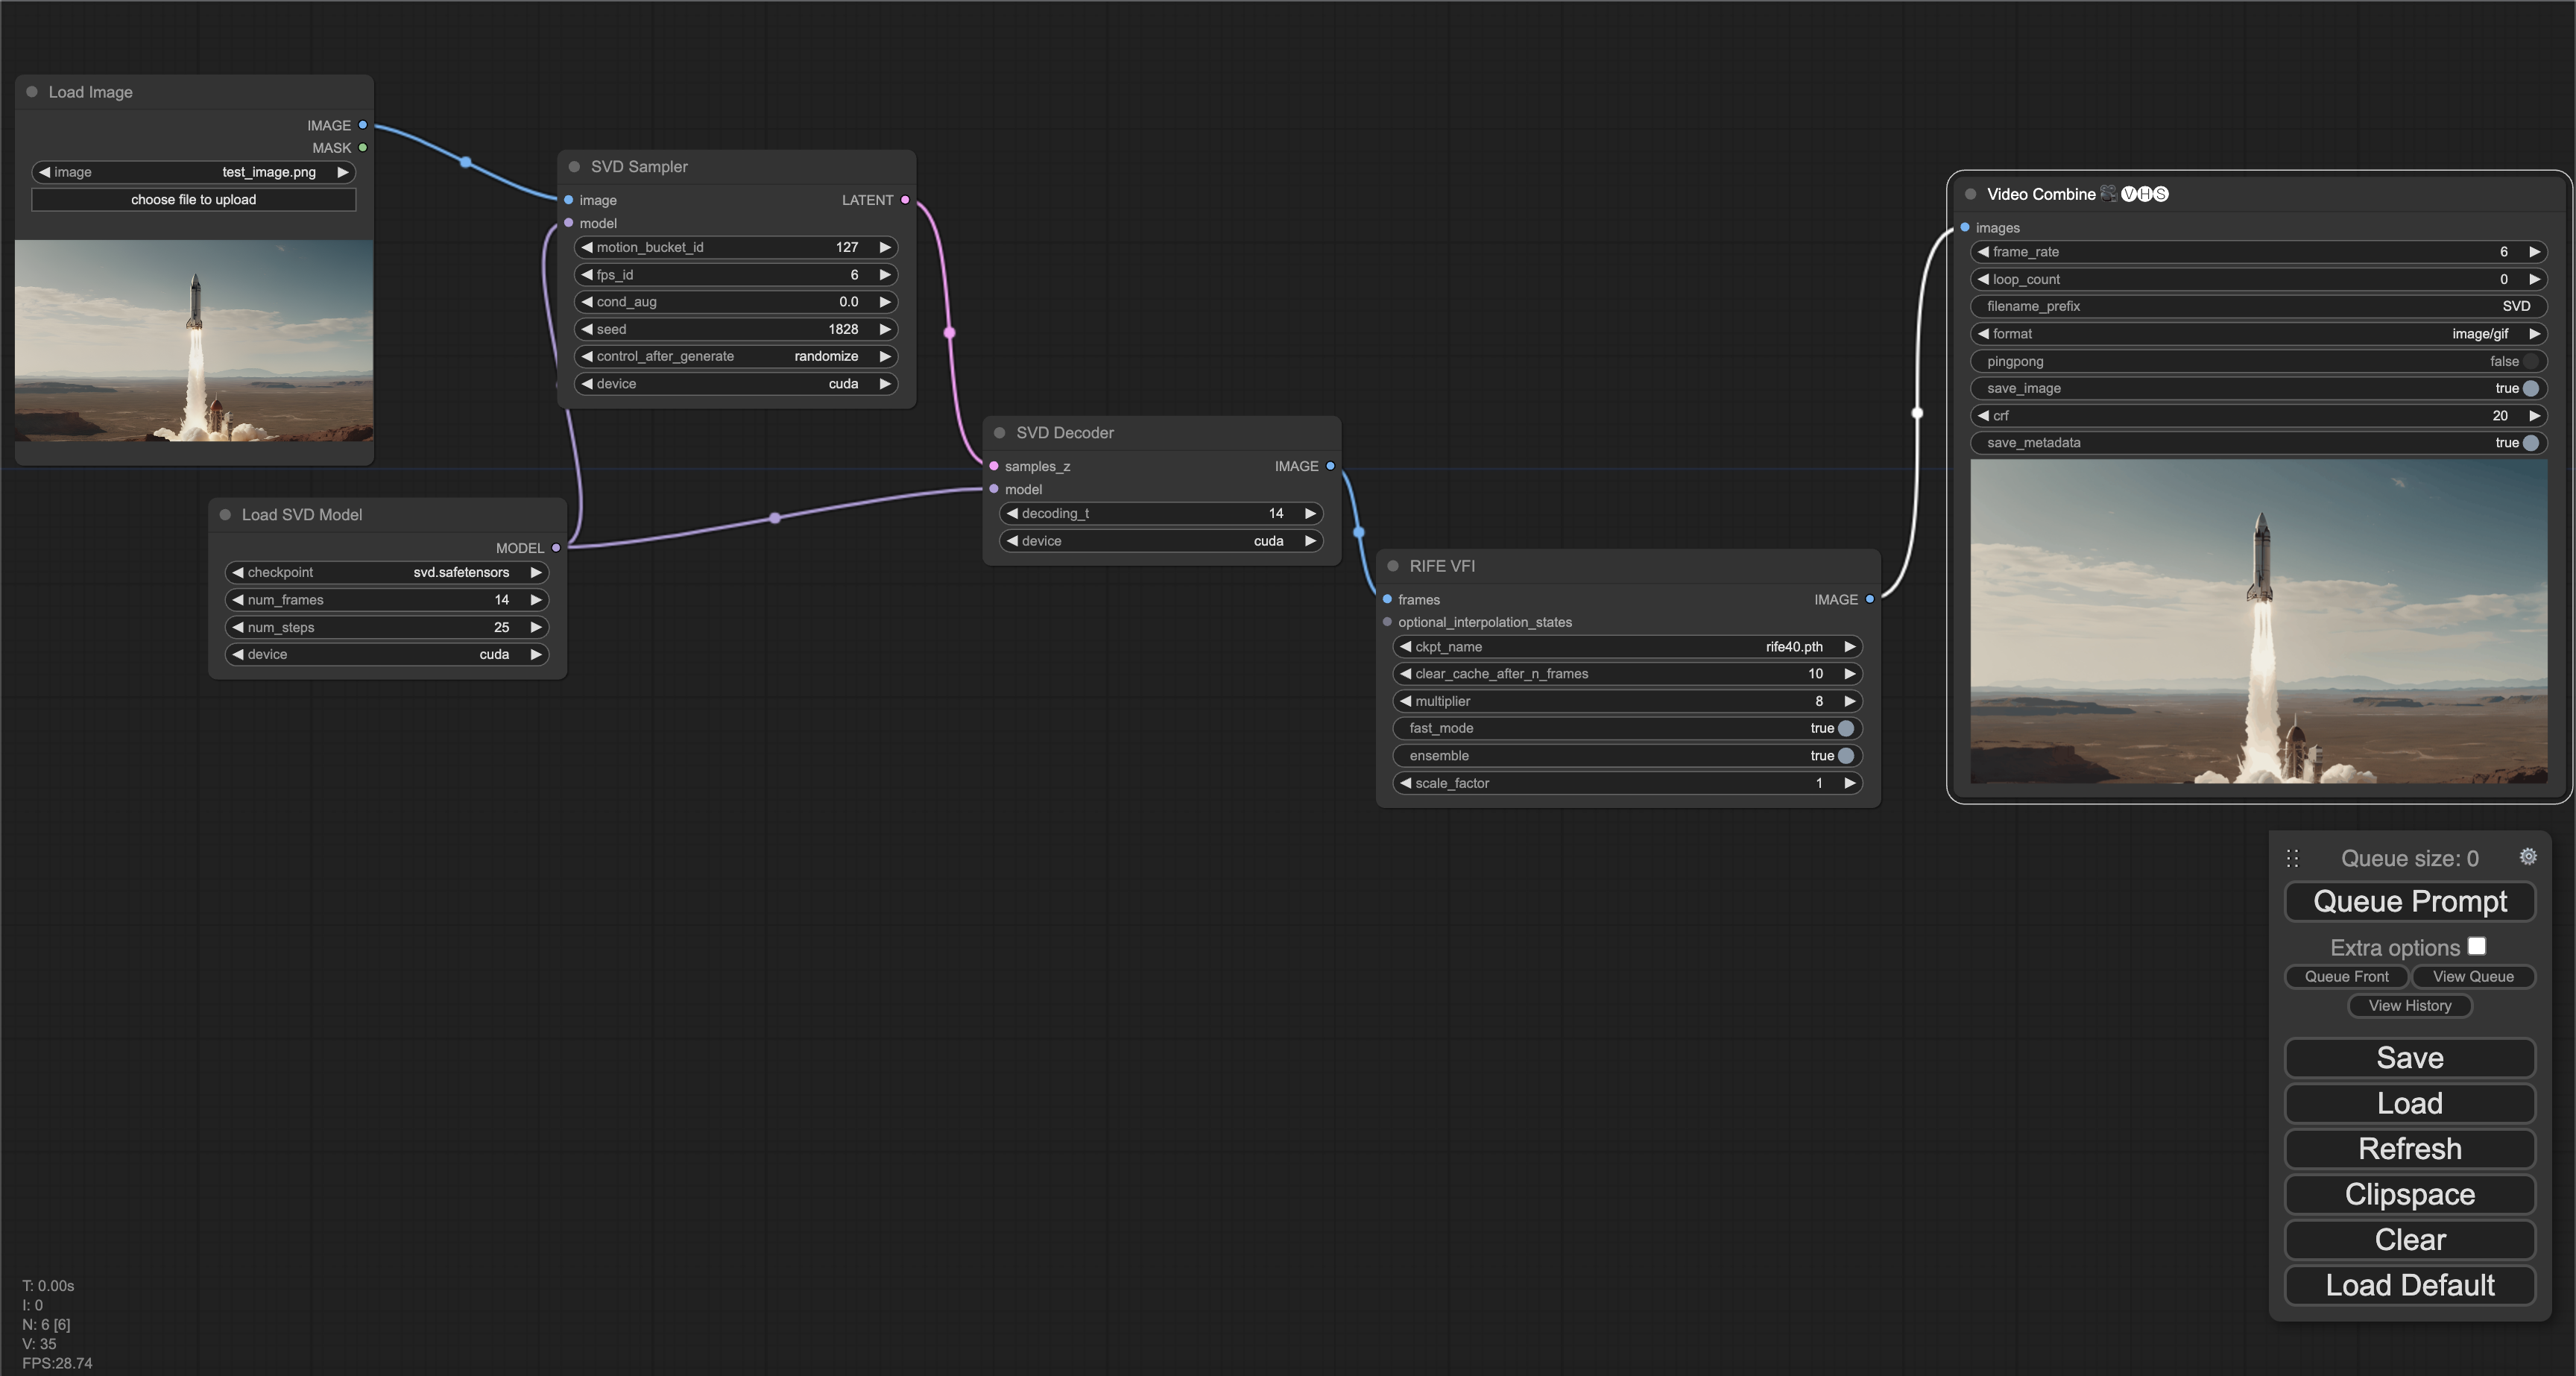 Load Image
IMAGE
MASK
image test_image.png
choose file to upload
SVD Sampler
image LATENT
model
motion_bucket_id 127
fps_id 6
cond_aug 0.0
seed 1828
control_after_generate randomize
device cuda
Load SVD Model
MODEL
checkpoint svd.safetensors
num_frames 14
num_steps 25
device cuda
SVD Decoder
samples_z IMAGE
model
decoding_t 14
device cuda
RIFE VFI
frames IMAGE
optional_interpolation_states
ckpt_name rife40.pth
clear_cache_after_n_frames 10
multiplier 8
fast_mode true
ensemble true
scale_factor 1
Video Combine 🎥🅥🅗🅢
images
frame_rate 6
loop_count 0
filename_prefix SVD
format image/gif
pingpong false
save_image true
crf 20
save_metadata true
Queue size: 0
Queue Prompt
Extra options
Queue Front View Queue
View History
Save
Load
Refresh
Clipspace
Clear
Load Default
T: 0.00s
I: 0
N: 6 [6]
V: 35
FPS:28.74